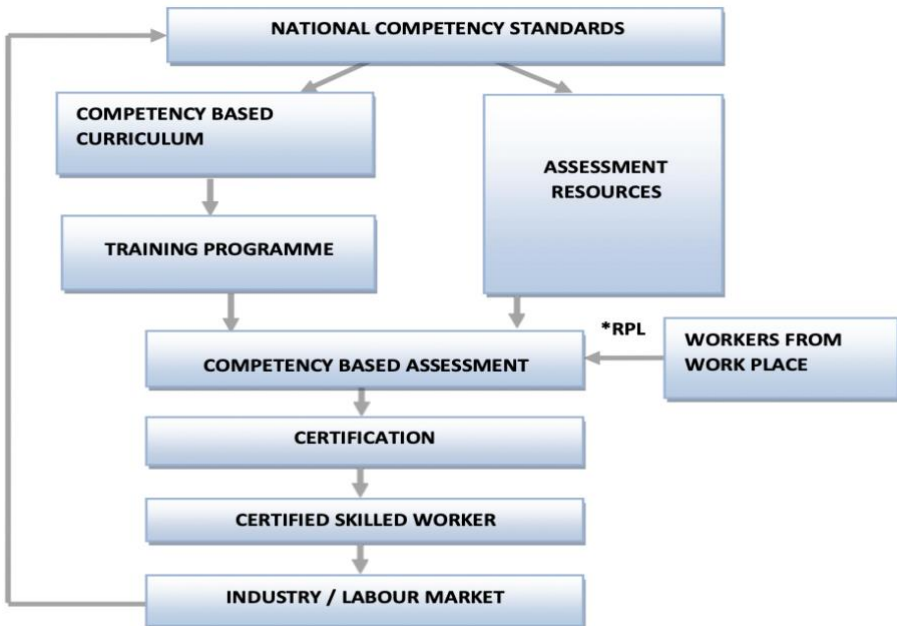 NATIONAL COMPETENCY STANDARDS
COMPETENCY BASED
CURRICULUM
ASSESSMENT
RESOURCES
TRAINING PROGRAMME
*RPL
WORKERS FROM
WORK PLACE
COMPETENCY BASED ASSESSMENT
CERTIFICATION
CERTIFIED SKILLED WORKER
INDUSTRY / LABOUR MARKET